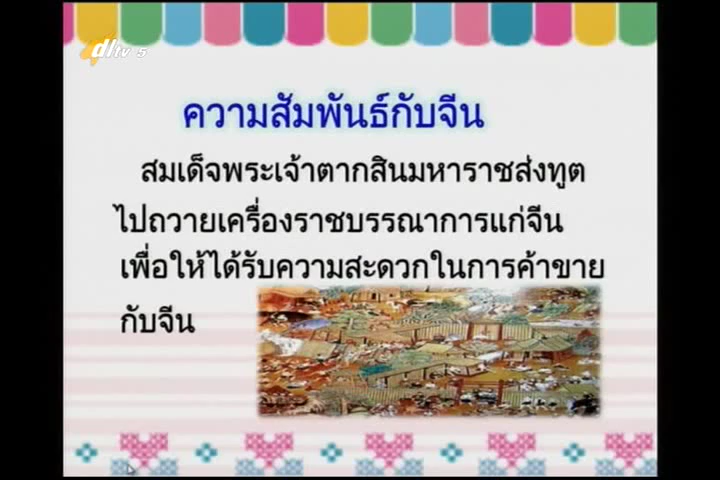 dltv 5
ความสัมพันธ์กับจีน
สมเด็จพระเจ้าตากสินมหาราชส่งทูต
ไปถวายเครื่องราชบรรณาการแก่จีน
เพื่อให้ได้รับความสะดวกในการค้าขาย
กับจีน